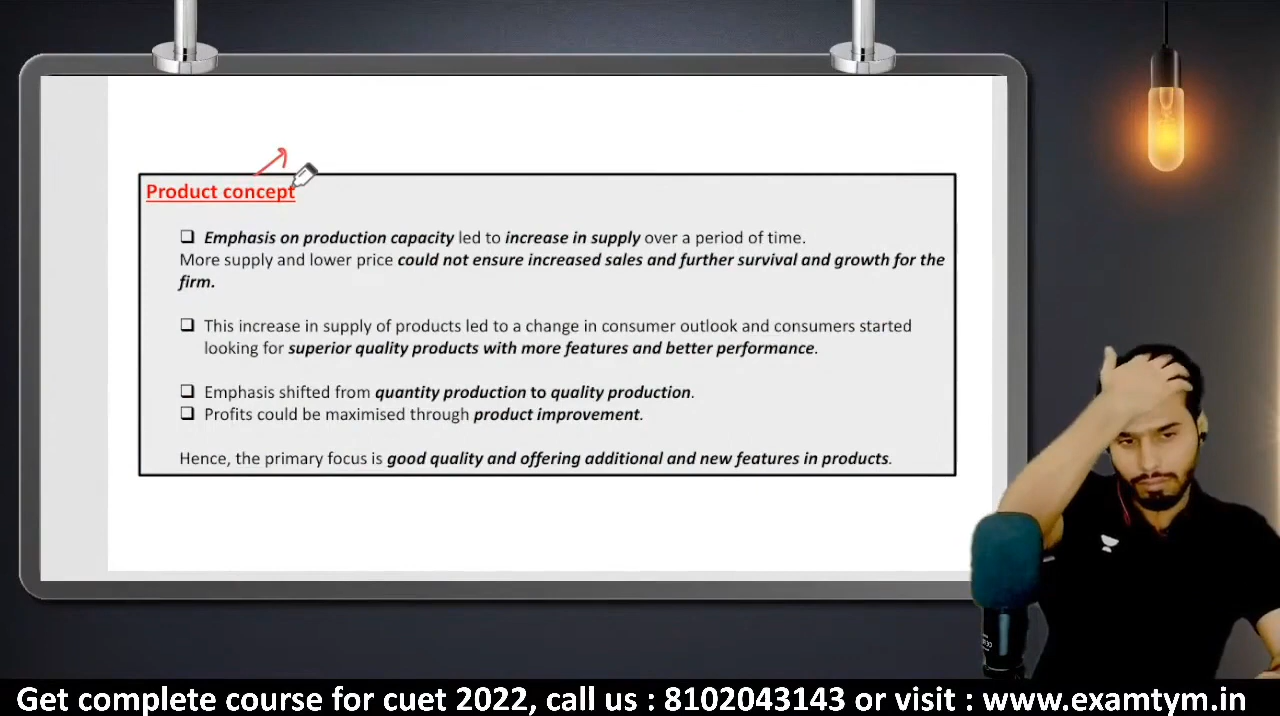 Product concept
❑ Emphasis on production capacity led to increase in supply over a period of time.
More supply and lower price could not ensure increased sales and further survival and growth for the
firm.
❑ This increase in supply of products led to a change in consumer outlook and consumers started
looking for superior quality products with more features and better performance.
❑ Emphasis shifted from quantity production to quality production.
❑ Profits could be maximised through product improvement.
Hence, the primary focus is good quality and offering additional and new features in products.
Get complete course for cuet 2022, call us : 8102043143 or visit : www.examtym.in